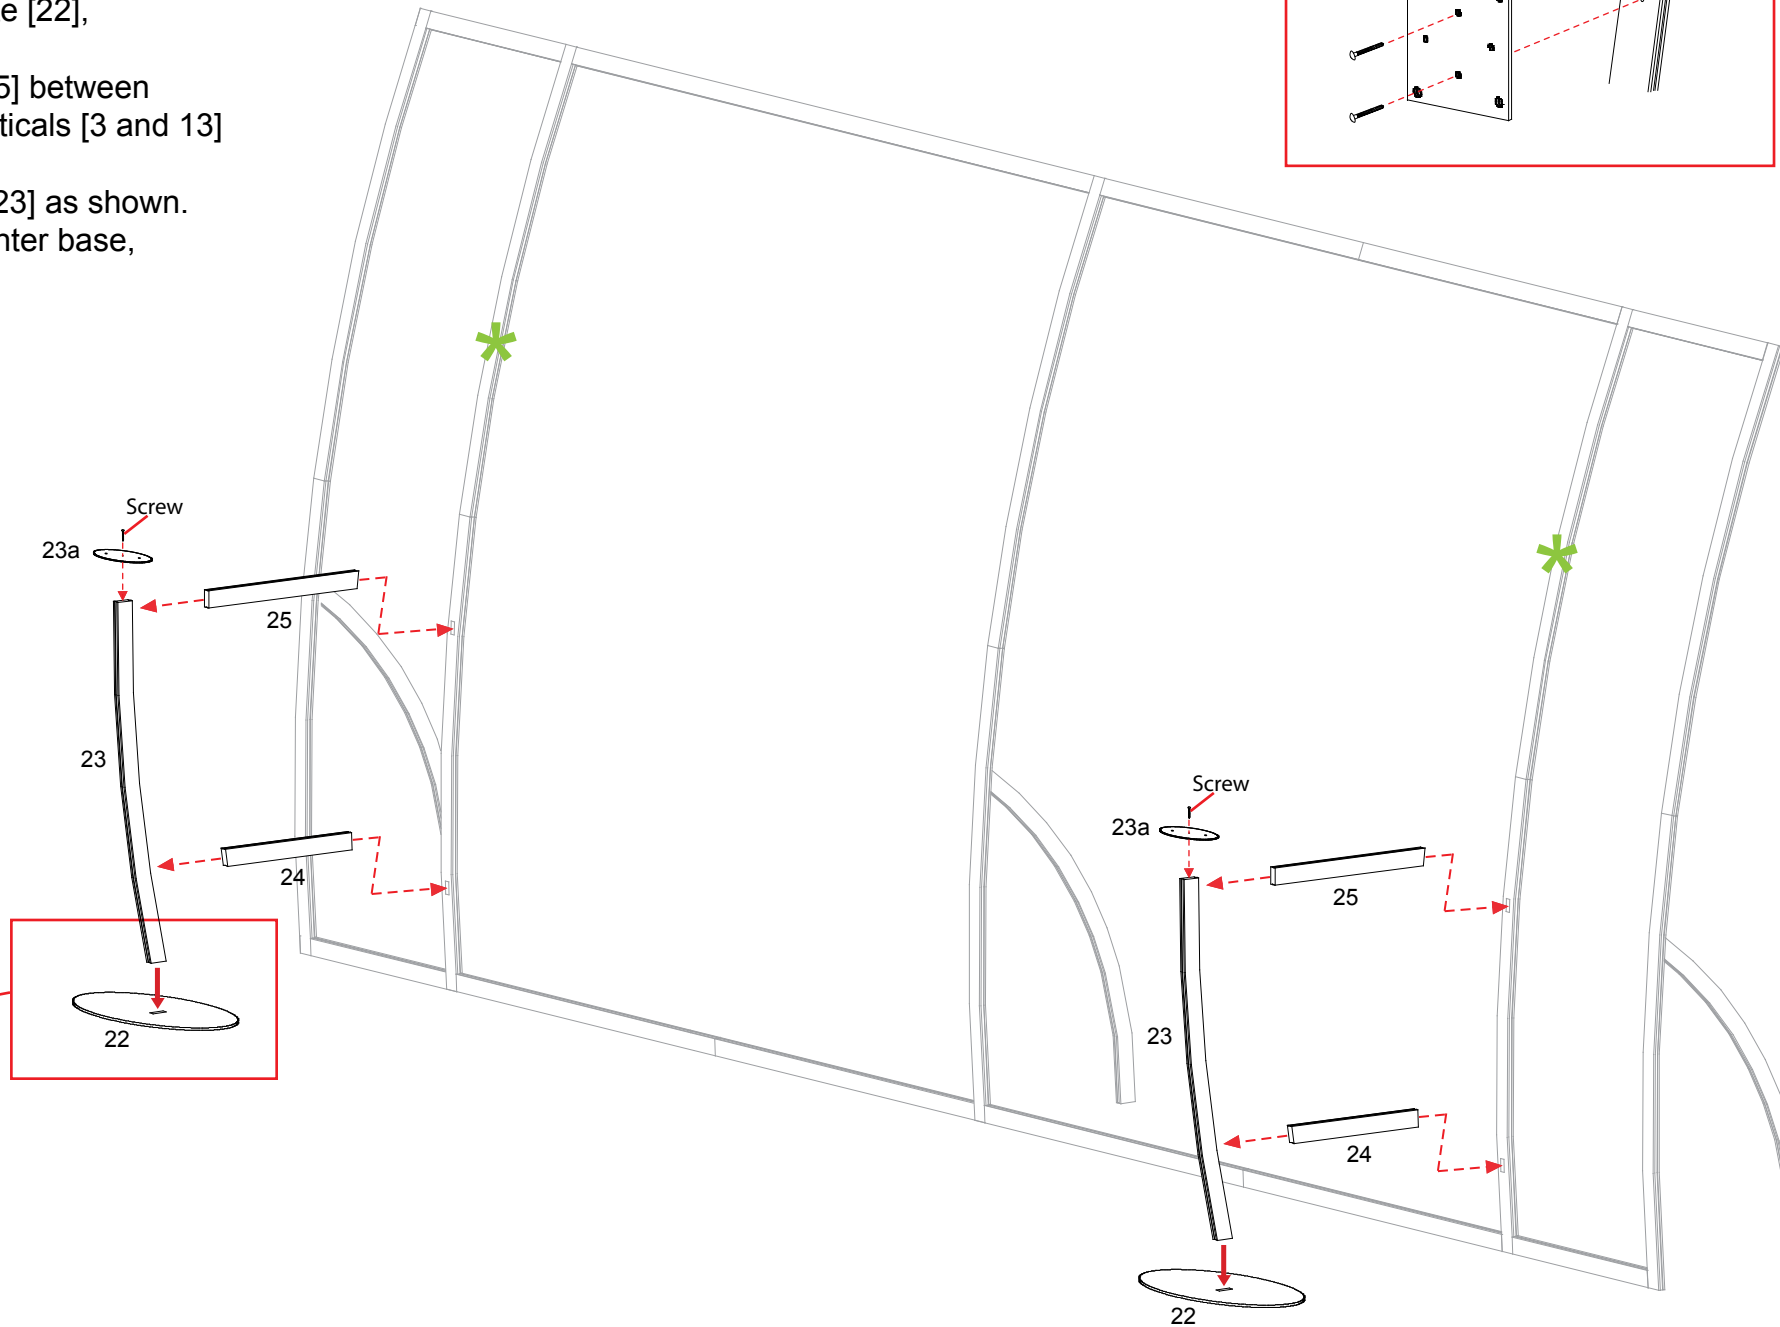 [22],
5] between
ticals [3 and 13]
23] as shown.
nter base,
Screw
23a
25
23
24
22
Screw
23a
25
23
24
22